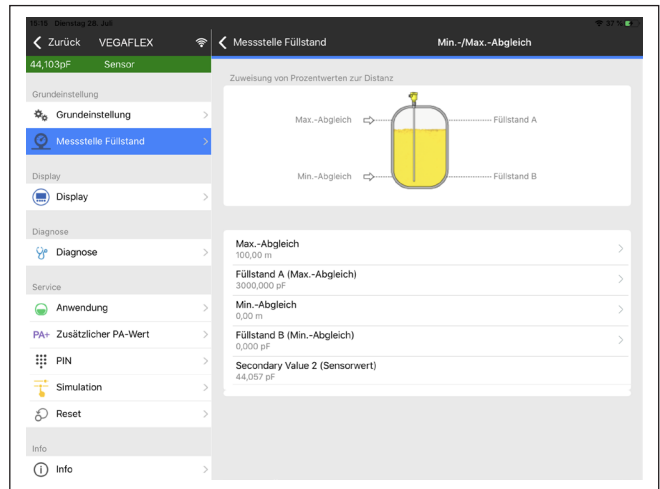 15:15 Dienstag 28. Juli
37 %
Zurück VEGAFLEX
Messstelle Füllstand
Min.-/Max.-Abgleich
44,103pF Sensor
Grundeinstellung
Grundeinstellung
Messstelle Füllstand
Display
Display
Diagnose
Diagnose
Service
Anwendung
PA+ Zusätzlicher PA-Wert
PIN
Simulation
Reset
Info
Info
Zuweisung von Prozentwerten zur Distanz
Max.-Abgleich
Füllstand A
Min.-Abgleich
Füllstand B
Max.-Abgleich
100,00 m
Füllstand A (Max.-Abgleich)
3000,000 pF
Min.-Abgleich
0,00 m
Füllstand B (Min.-Abgleich)
0,000 pF
Secondary Value 2 (Sensorwert)
44,057 pF